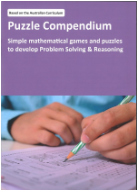 Based on the Australian Curriculum
Puzzle Compendium
Simple mathematical games and puzzles
to develop Problem Solving & Reasoning